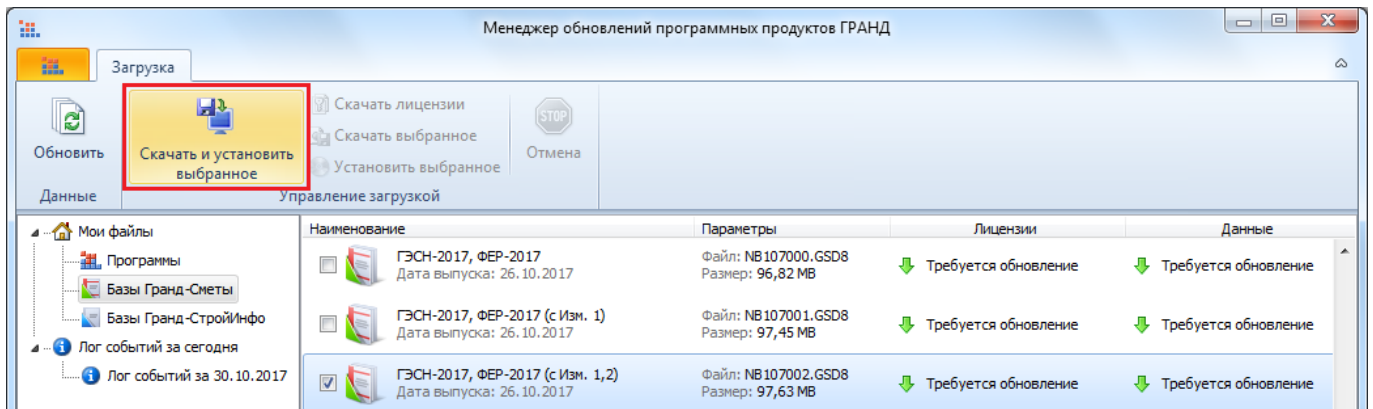 Менеджер обновлений программных продуктов ГРАНД
Загрузка
Обновить
Скачать и установить
выбранное
Скачать лицензии
Скачать выбранное
Установить выбранное
STOP
Отмена
Данные
Управление загрузкой
Мои файлы
Программы
Базы Гранд-Сметы
Базы Гранд-СтройИнфо
Лог событий за сегодня
Лог событий за 30.10.2017
Наименование Параметры Лицензии Данные
ГЭСН-2017, ФЕР-2017 Файл: NB107000.GSD8 Требуется обновление Требуется обновление
Дата выпуска: 26.10.2017 Размер: 96,82 MB
ГЭСН-2017, ФЕР-2017 (с Изм. 1) Файл: NB107001.GSD8 Требуется обновление Требуется обновление
Дата выпуска: 26.10.2017 Размер: 97,45 MB
ГЭСН-2017, ФЕР-2017 (с Изм. 1,2) Файл: NB107002.GSD8 Требуется обновление Требуется обновление
Дата выпуска: 26.10.2017 Размер: 97,63 MB